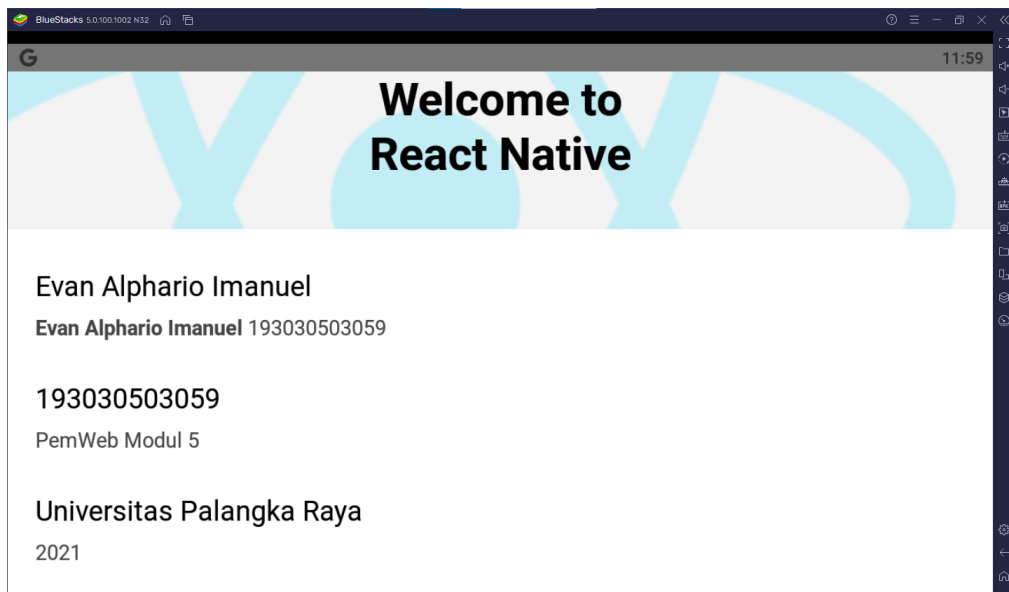 BlueStacks 5.0.100.1002 N32
G 11:59
Welcome to
React Native
Evan Alphario Imanuel
Evan Alphario Imanuel 193030503059
193030503059
PemWeb Modul 5
Universitas Palangka Raya
2021